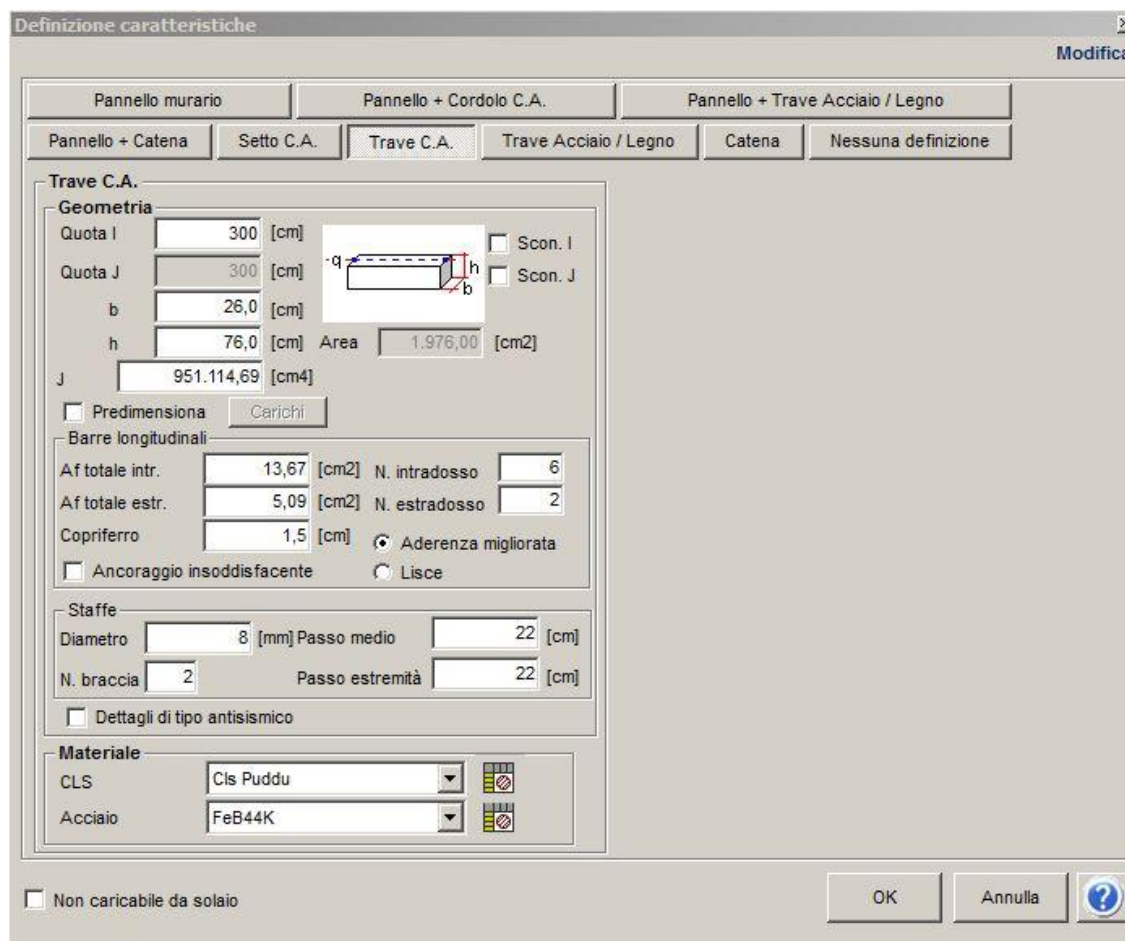 Definizione caratteristiche
Modifica
Pannello murario Pannello + Cordolo C.A. Pannello + Trave Acciaio / Legno
Pannello + Catena Setto C.A. Trave C.A. Trave Acciaio / Legno Catena Nessuna definizione
Trave C.A.
Geometria
Quota I 300 [cm] Scon. I
Quota J 300 [cm] -q h b Scon. J
b 26,0 [cm]
h 76,0 [cm] Area 1.976,00 [cm2]
J 951.114,69 [cm4]
Predimensiona Carichi
Barre longitudinali
Af totale intr. 13,67 [cm2] N. intradosso 6
Af totale estr. 5,09 [cm2] N. estradosso 2
Copriferro 1,5 [cm] Aderenza migliorata
Ancoraggio insoddisfacente Lisce
Staffe
Diametro 8 [mm] Passo medio 22 [cm]
N. braccia 2 Passo estremità 22 [cm]
Dettagli di tipo antisismico
Materiale
CLS Cls Puddu
Acciaio FeB44K
Non caricabile da solaio OK Annulla ?